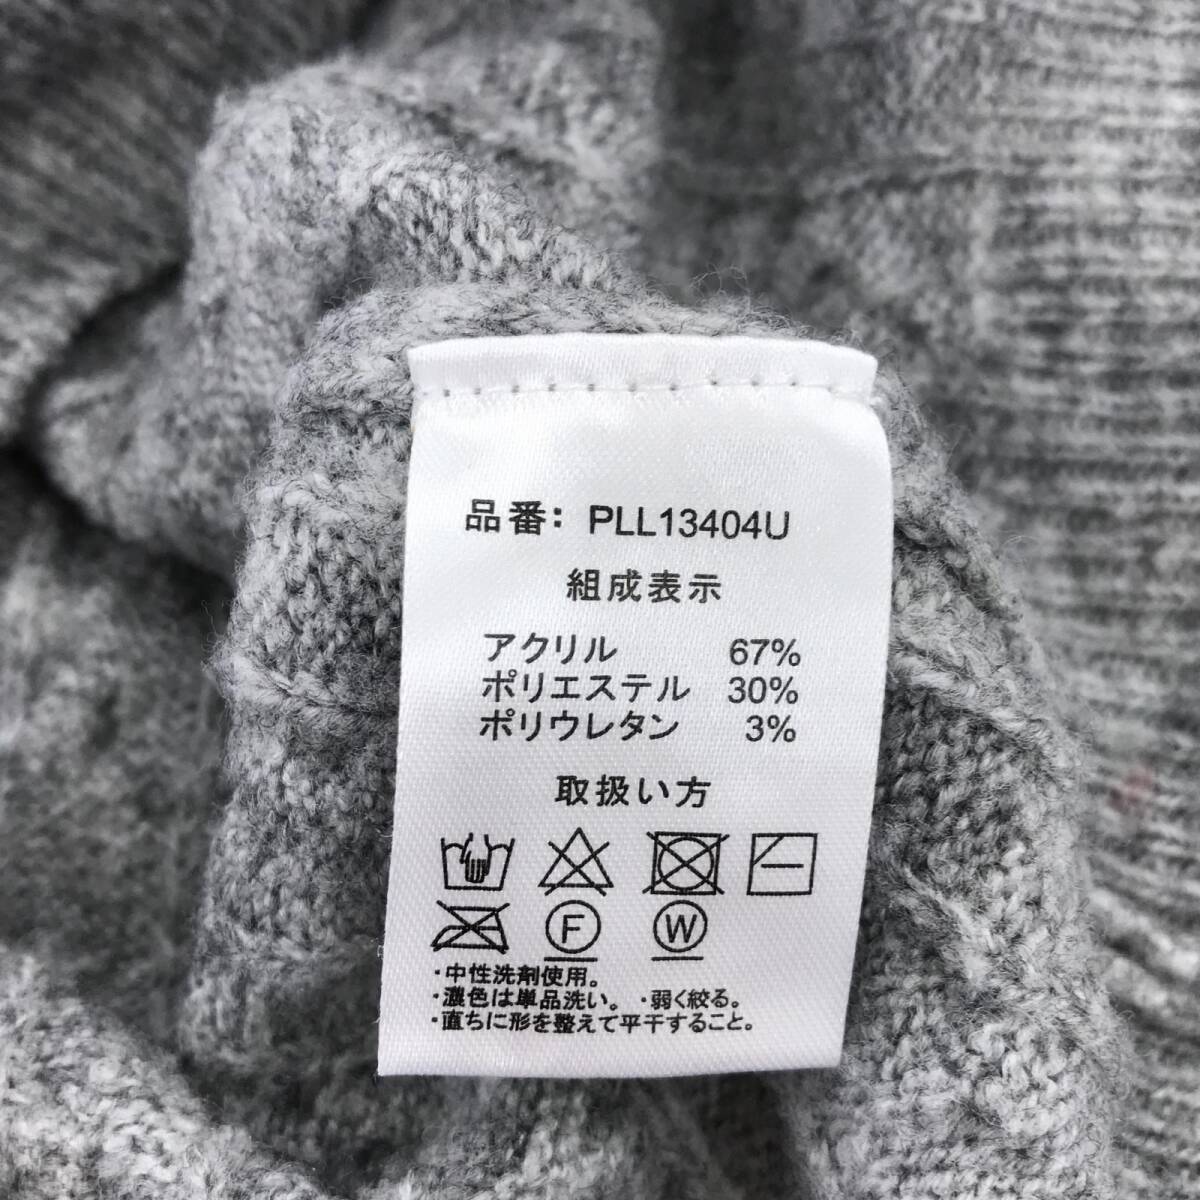 品番: PLL13404U
組成表示
アクリル 67%
ポリエステル 30%
ポリウレタン 3%
取扱い方
F W
・中性洗剤使用。
・濃色は単品洗い。・弱く絞る。
・直ちに形を整えて平干すること。